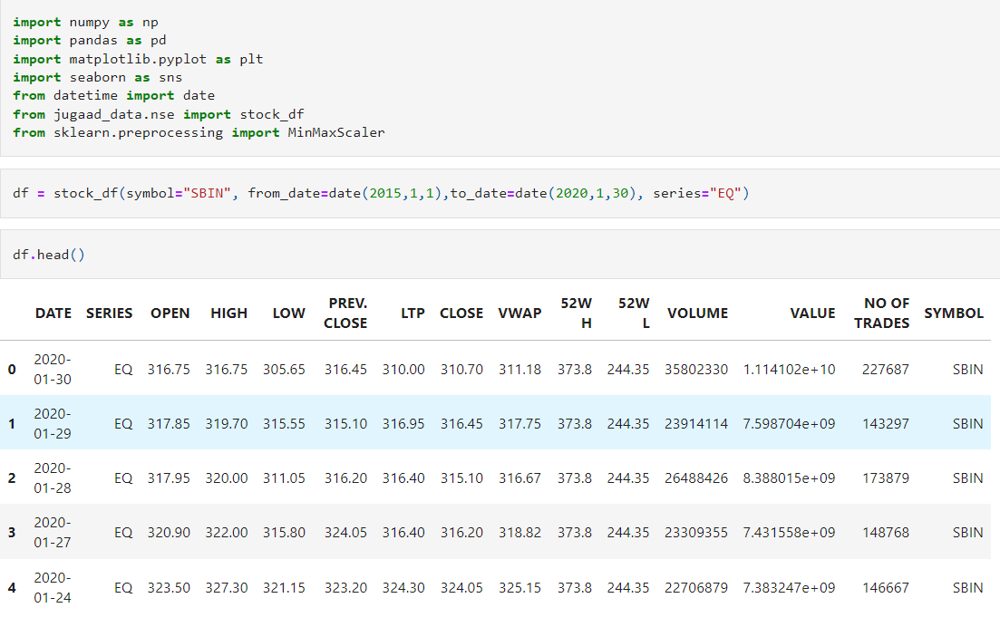 import numpy as np
import pandas as pd
import matplotlib.pyplot as plt
import seaborn as sns
from datetime import date
from jugaad_data.nse import stock_df
from sklearn.preprocessing import MinMaxScaler
df = stock_df(symbol="SBIN", from_date=date(2015,1,1),to_date=date(2020,1,30), series="EQ")
df.head()
DATE SERIES OPEN HIGH LOW PREV. CLOSE LTP CLOSE VWAP 52W H 52W L VOLUME VALUE NO OF TRADES SYMBOL
0 2020-01-30 EQ 316.75 316.75 305.65 316.45 310.00 310.70 311.18 373.8 244.35 35802330 1.114102e+10 227687 SBIN
1 2020-01-29 EQ 317.85 319.70 315.55 315.10 316.95 316.45 317.75 373.8 244.35 23914114 7.598704e+09 143297 SBIN
2 2020-01-28 EQ 317.95 320.00 311.05 316.20 316.40 315.10 316.67 373.8 244.35 26488426 8.388015e+09 173879 SBIN
3 2020-01-27 EQ 320.90 322.00 315.80 324.05 316.40 316.20 318.82 373.8 244.35 23309355 7.431558e+09 148768 SBIN
4 2020-01-24 EQ 323.50 327.30 321.15 323.20 324.30 324.05 325.15 373.8 244.35 22706879 7.383247e+09 146667 SBIN